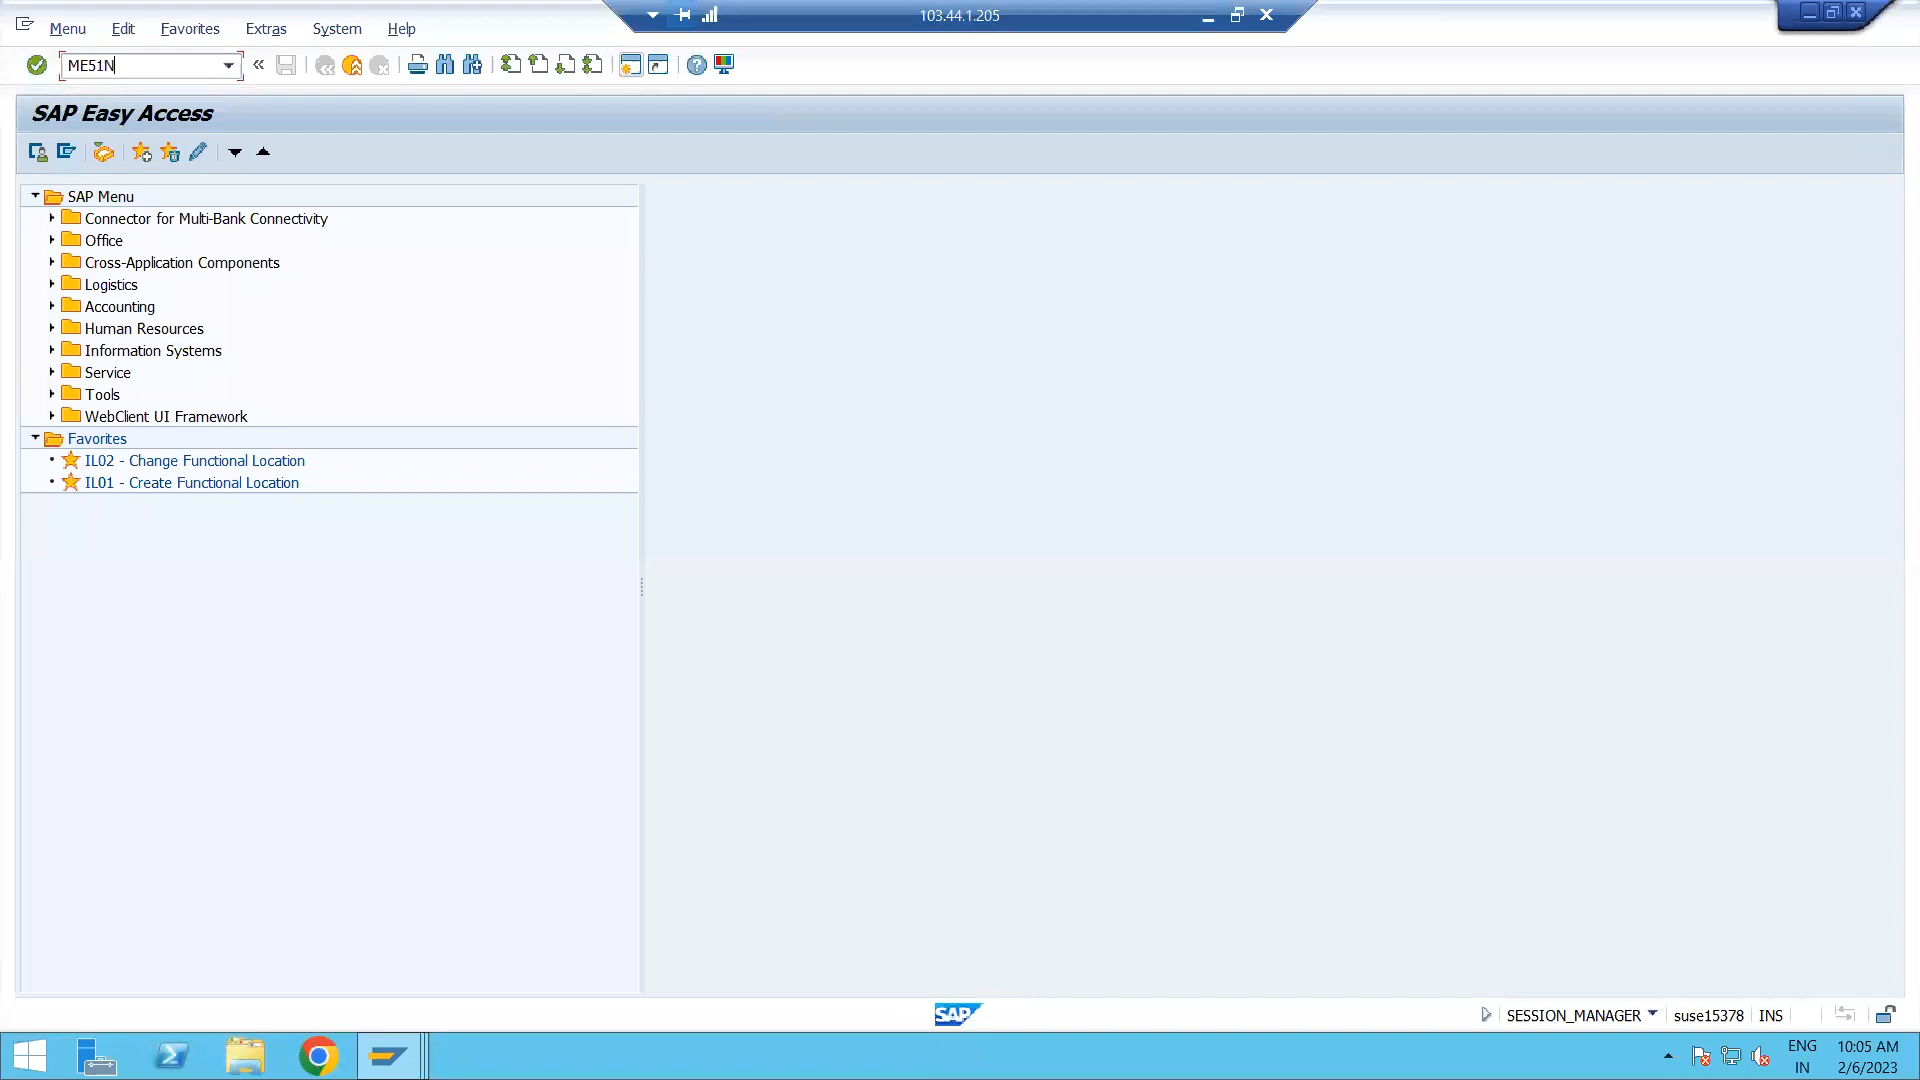 103.44.1.205
Menu Edit Favorites Extras System Help
ME51N
SAP Easy Access
SAP Menu
Connector for Multi-Bank Connectivity
Office
Cross-Application Components
Logistics
Accounting
Human Resources
Information Systems
Service
Tools
WebClient UI Framework
Favorites
IL02 - Change Functional Location
IL01 - Create Functional Location
SAP
SESSION_MANAGER suse15378 INS
ENG 10:05 AM
IN 2/6/2023